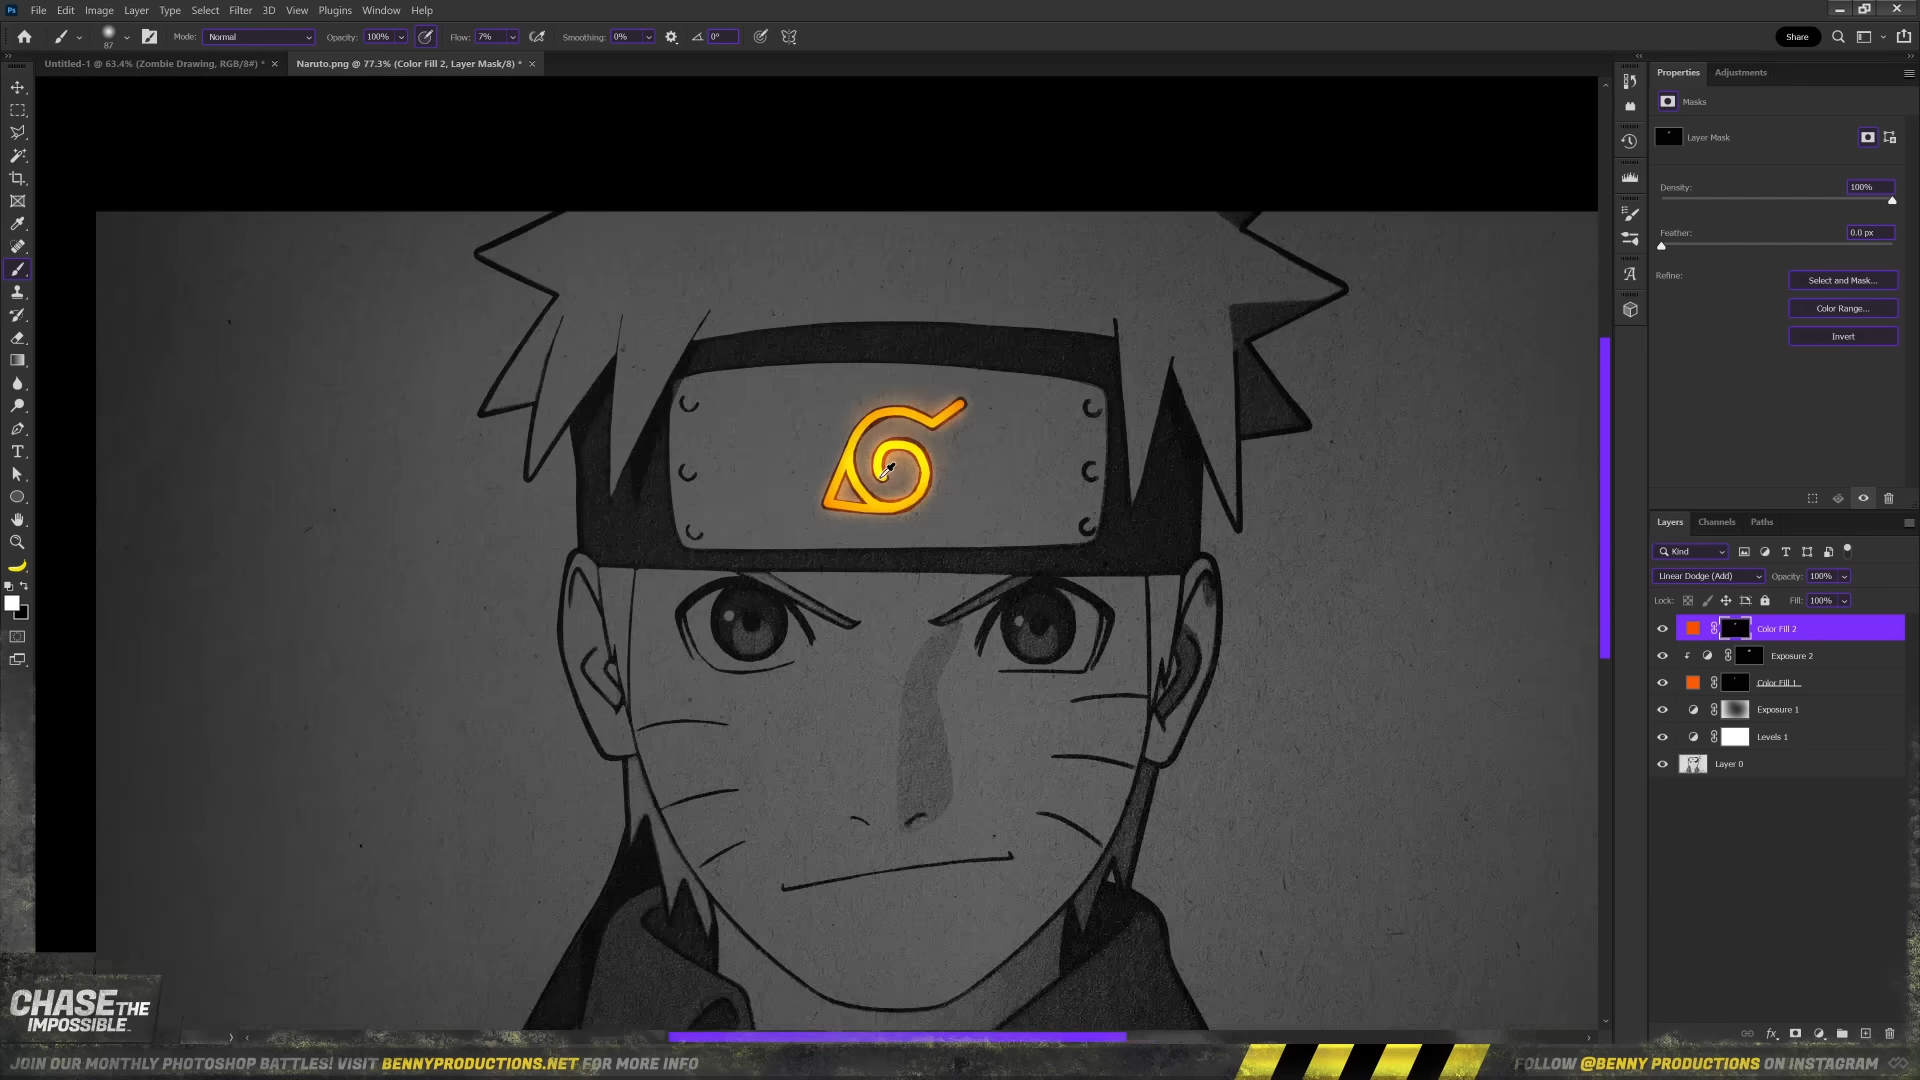 File Edit Image Layer Type Select Filter 3D View Plugins Window Help
87 Mode: Normal Opacity: 100% Flow: 7% Smoothing: 0% 0° Share
Untitled-1 @ 63.4% (Zombie Drawing, RGB/8#) * Naruto.png @ 77.3% (Color Fill 2, Layer Mask/8) *
Properties Adjustments
Masks
Layer Mask
Density: 100%
Feather: 0.0 px
Refine: Select and Mask...
Color Range...
Invert
Layers Channels Paths
Kind
Linear Dodge (Add) Opacity: 100%
Lock: Fill: 100%
Color Fill 2
Exposure 2
Color Fill 1
Exposure 1
Levels 1
Layer 0
CHASE THE
IMPOSSIBLE.
JOIN OUR MONTHLY PHOTOSHOP BATTLES! VISIT BENNYPRODUCTIONS.NET FOR MORE INFO
FOLLOW @BENNY PRODUCTIONS ON INSTAGRAM